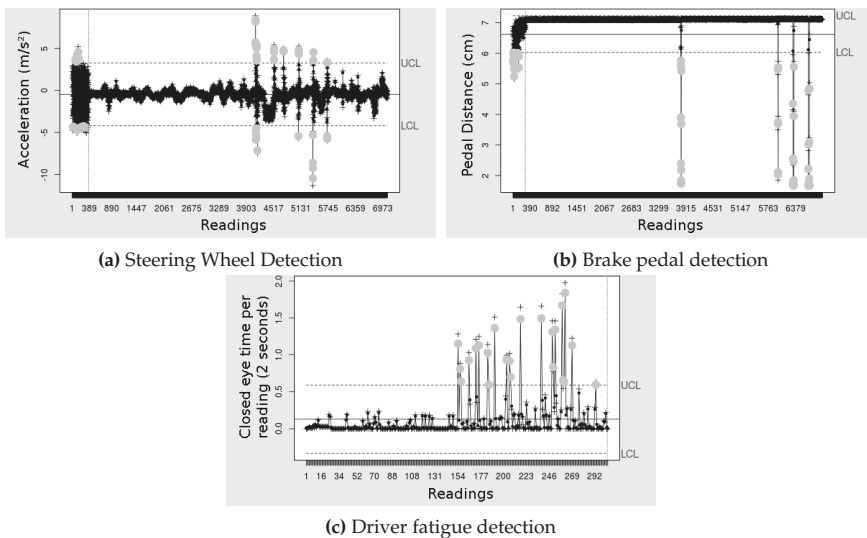 Acceleration (m/s²)
5
0
-5
-10
UCL
LCL
1 389 890 1447 2061 2675 3289 3903 4517 5131 5745 6359 6973
Readings
(a) Steering Wheel Detection
Pedal Distance (cm)
7
6
5
4
3
2
UCL
LCL
1 390 892 1451 2067 2683 3299 3915 4531 5147 5763 6379
Readings
(b) Brake pedal detection
Closed eye time per
reading (2 seconds)
2.0
1.5
1.0
0.5
0.0
UCL
LCL
1 16 34 52 70 88 108 131 154 177 200 223 246 269 292
Readings
(c) Driver fatigue detection